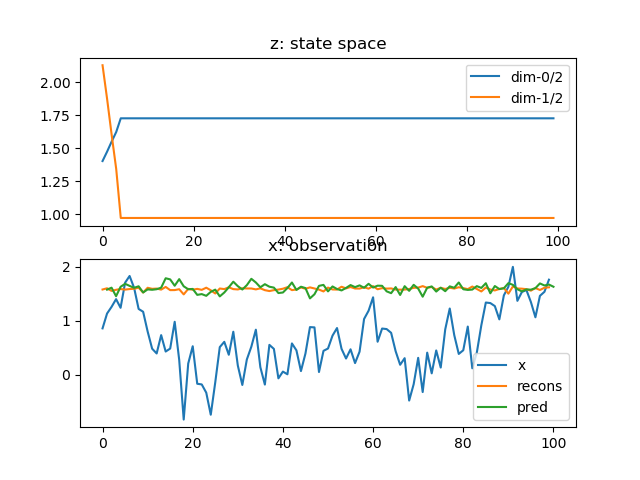 z: state space
2.00
1.75
1.50
1.25
1.00
dim-0/2
dim-1/2
0 20 40 60 80 100
x: observation
2
1
0
x
recons
pred
0 20 40 60 80 100